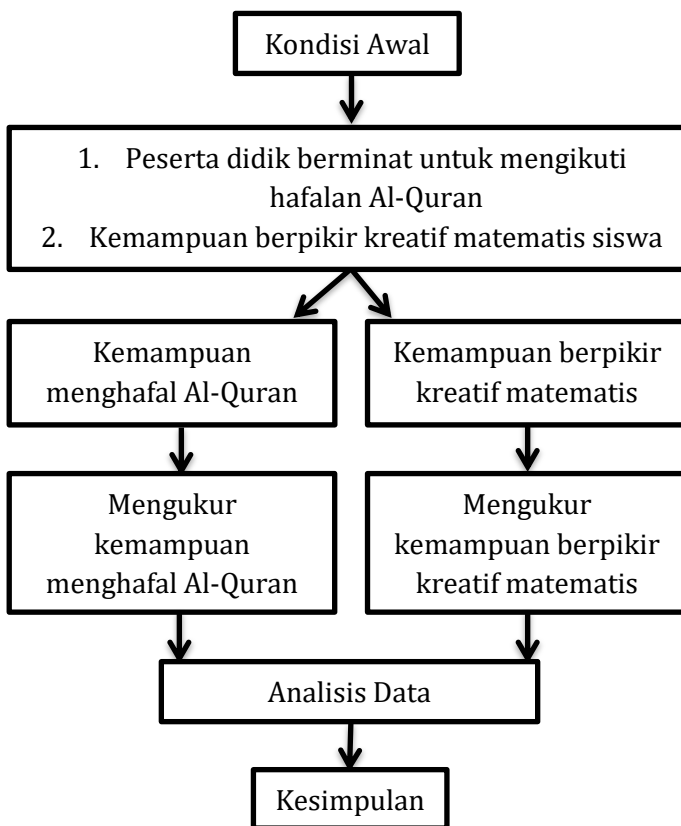 Kondisi Awal
1. Peserta didik berminat untuk mengikuti
hafalan Al-Quran
2. Kemampuan berpikir kreatif matematis siswa
Kemampuan
menghafal Al-Quran
Kemampuan berpikir
kreatif matematis
Mengukur
kemampuan
menghafal Al-Quran
Mengukur
kemampuan berpikir
kreatif matematis
Analisis Data
Kesimpulan